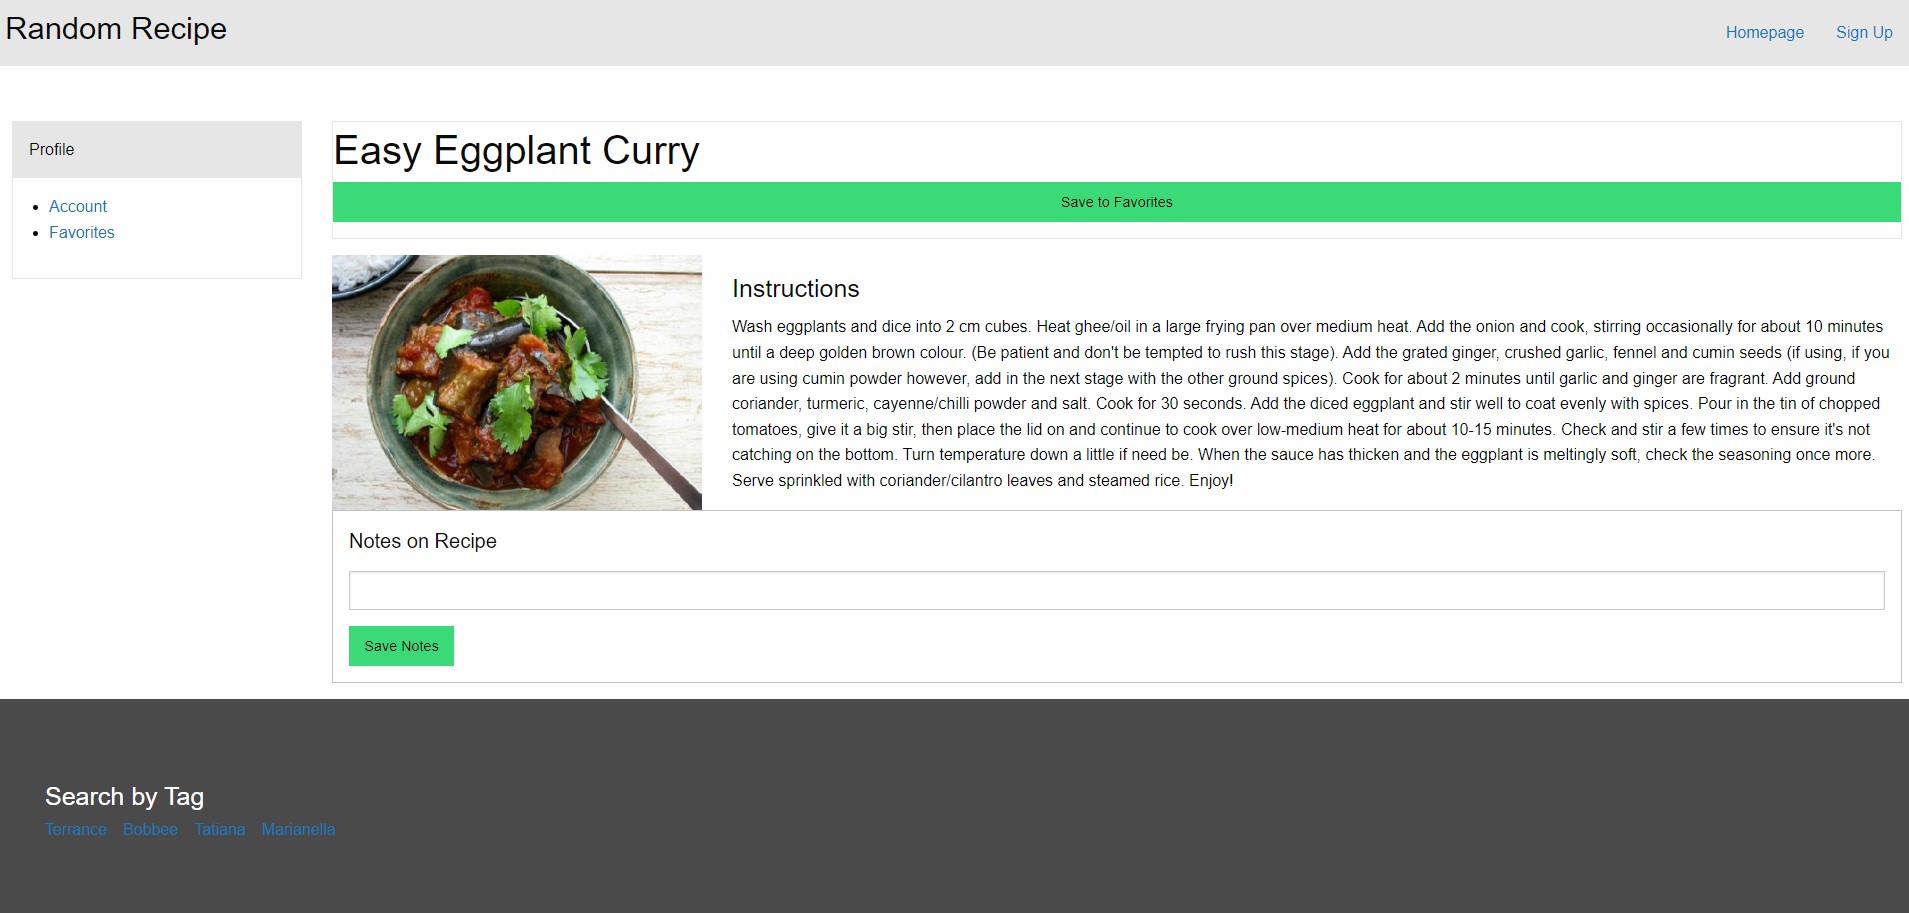 Random Recipe
Homepage
Sign Up
Profile
Account
Favorites
Easy Eggplant Curry
Save to Favorites
Instructions
Wash eggplants and dice into 2 cm cubes. Heat ghee/oil in a large frying pan over medium heat. Add the onion and cook, stirring occasionally for about 10 minutes
until a deep golden brown colour. (Be patient and don't be tempted to rush this stage). Add the grated ginger, crushed garlic, fennel and cumin seeds (if using, if you
are using cumin powder however, add in the next stage with the other ground spices). Cook for about 2 minutes until garlic and ginger are fragrant. Add ground
coriander, turmeric, cayenne/chilli powder and salt. Cook for 30 seconds. Add the diced eggplant and stir well to coat evenly with spices. Pour in the tin of chopped
tomatoes, give it a big stir, then place the lid on and continue to cook over low-medium heat for about 10-15 minutes. Check and stir a few times to ensure it's not
catching on the bottom. Turn temperature down a little if need be. When the sauce has thicken and the eggplant is meltingly soft, check the seasoning once more.
Serve sprinkled with coriander/cilantro leaves and steamed rice. Enjoy!
Notes on Recipe
Save Notes
Search by Tag
Terrance Bobbee Tatiana Marianella